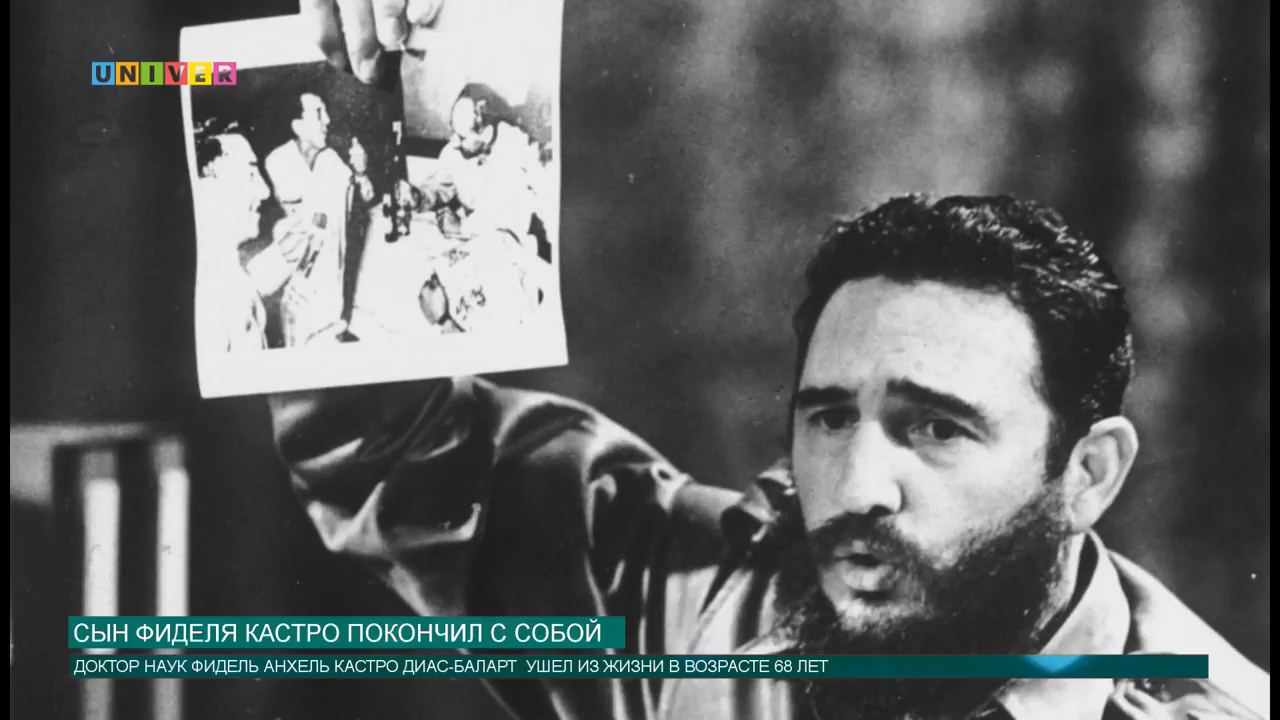 UNIVER
СЫН ФИДЕЛЯ КАСТРО ПОКОНЧИЛ С СОБОЙ
ДОКТОР НАУК ФИДЕЛЬ АНХЕЛЬ КАСТРО ДИАС-БАЛАРТ УШЕЛ ИЗ ЖИЗНИ В ВОЗРАСТЕ 68 ЛЕТ